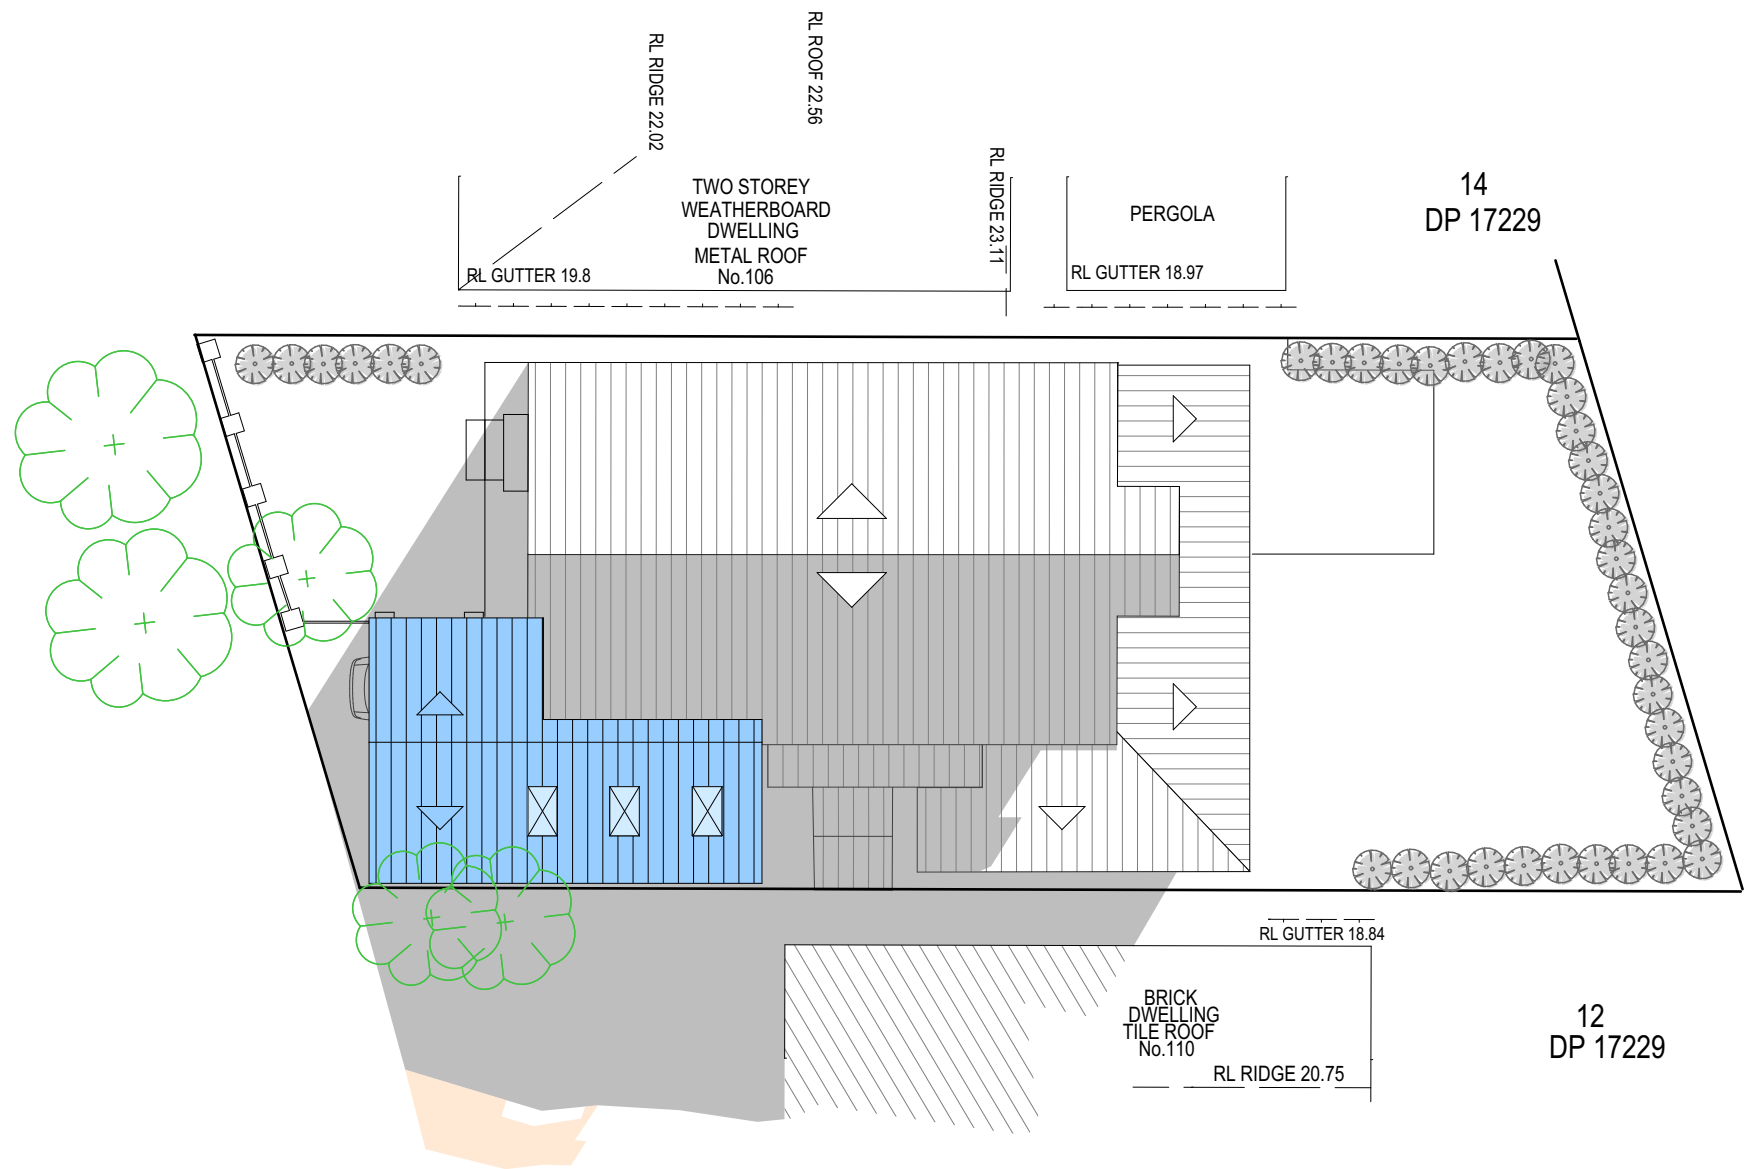 RL ROOF 22.56
RL RIDGE 22.02
RL RIDGE 23.11
TWO STOREY
WEATHERBOARD
DWELLING
METAL ROOF
No.106
RL GUTTER 19.8
PERGOLA
RL GUTTER 18.97
14
DP 17229
RL GUTTER 18.84
BRICK
DWELLING
TILE ROOF
No.110
RL RIDGE 20.75
12
DP 17229